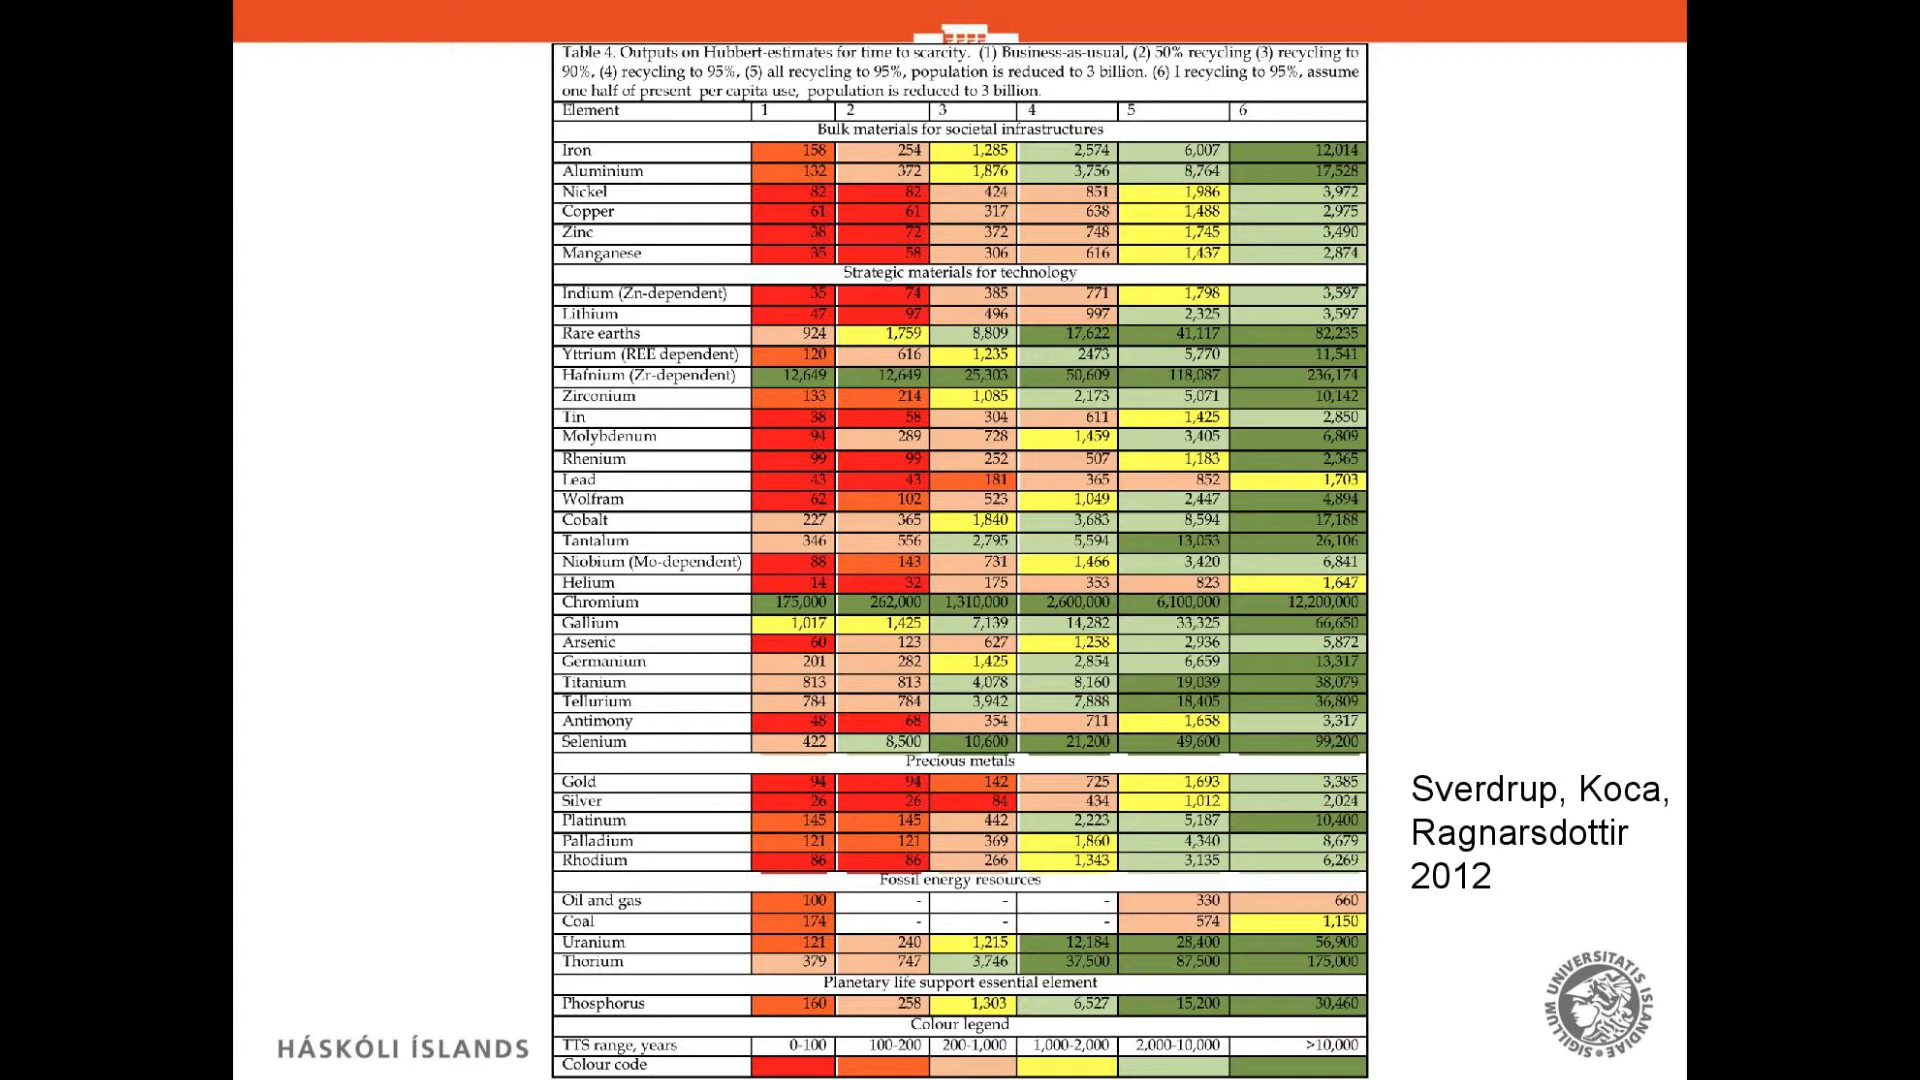 Table 4. Outputs on Hubbert-estimates for time to scarcity. (1) Business-as-usual, (2) 50% recycling (3) recycling to
90%, (4) recycling to 95%, (5) all recycling to 95%, population is reduced to 3 billion. (6) I recycling to 95%, assume
one half of present per capita use, population is reduced to 3 billion.
Element 1 2 3 4 5 6
Bulk materials for societal infrastructures
Iron 158 254 1,285 2,574 6,007 12,014
Aluminium 132 372 1,876 3,756 8,764 17,528
Nickel 82 82 424 851 1,986 3,972
Copper 61 61 317 638 1,488 2,975
Zinc 38 72 372 748 1,745 3,490
Manganese 35 58 306 616 1,437 2,874
Strategic materials for technology
Indium (Zn-dependent) 35 74 385 771 1,798 3,597
Lithium 47 97 496 997 2,325 3,597
Rare earths 924 1,759 8,809 17,622 41,117 82,235
Yttrium (REE dependent) 120 616 1,235 2473 5,770 11,541
Hafnium (Zr-dependent) 12,649 12,649 25,303 50,609 118,087 236,174
Zirconium 133 214 1,085 2,173 5,071 10,142
Tin 38 58 304 611 1,425 2,850
Molybdenum 94 289 728 1,459 3,405 6,809
Rhenium 99 99 252 507 1,183 2,365
Lead 43 43 181 365 852 1,703
Wolfram 62 102 523 1,049 2,447 4,894
Cobalt 227 365 1,840 3,683 8,594 17,188
Tantalum 346 556 2,795 5,594 13,053 26,106
Niobium (Mo-dependent) 88 143 731 1,466 3,420 6,841
Helium 14 32 175 353 823 1,647
Chromium 175,000 262,000 1,310,000 2,600,000 6,100,000 12,200,000
Gallium 1,017 1,425 7,139 14,282 33,325 66,650
Arsenic 60 123 627 1,258 2,936 5,872
Germanium 201 282 1,425 2,854 6,659 13,317
Titanium 813 813 4,078 8,160 19,039 38,079
Tellurium 784 784 3,942 7,888 18,405 36,809
Antimony 48 68 354 711 1,658 3,317
Selenium 422 8,500 10,600 21,200 49,600 99,200
Precious metals
Gold 94 94 142 725 1,693 3,385
Silver 26 26 84 434 1,012 2,024
Platinum 145 145 442 2,223 5,187 10,400
Palladium 121 121 369 1,860 4,340 8,679
Rhodium 86 86 266 1,343 3,135 6,269
Fossil energy resources
Oil and gas 100 - - - 330 660
Coal 174 - - - 574 1,150
Uranium 121 240 1,215 12,184 28,400 56,900
Thorium 379 747 3,746 37,500 87,500 175,000
Planetary life support essential element
Phosphorus 160 258 1,303 6,527 15,200 30,460
Colour legend
TTS range, years 0-100 100-200 200-1,000 1,000-2,000 2,000-10,000 >10,000
Colour code
Sverdrup, Koca,
Ragnarsdottir
2012
HÁSKÓLI ÍSLANDS
SIGILLUM UNIVERSITATIS ISLANDIAE